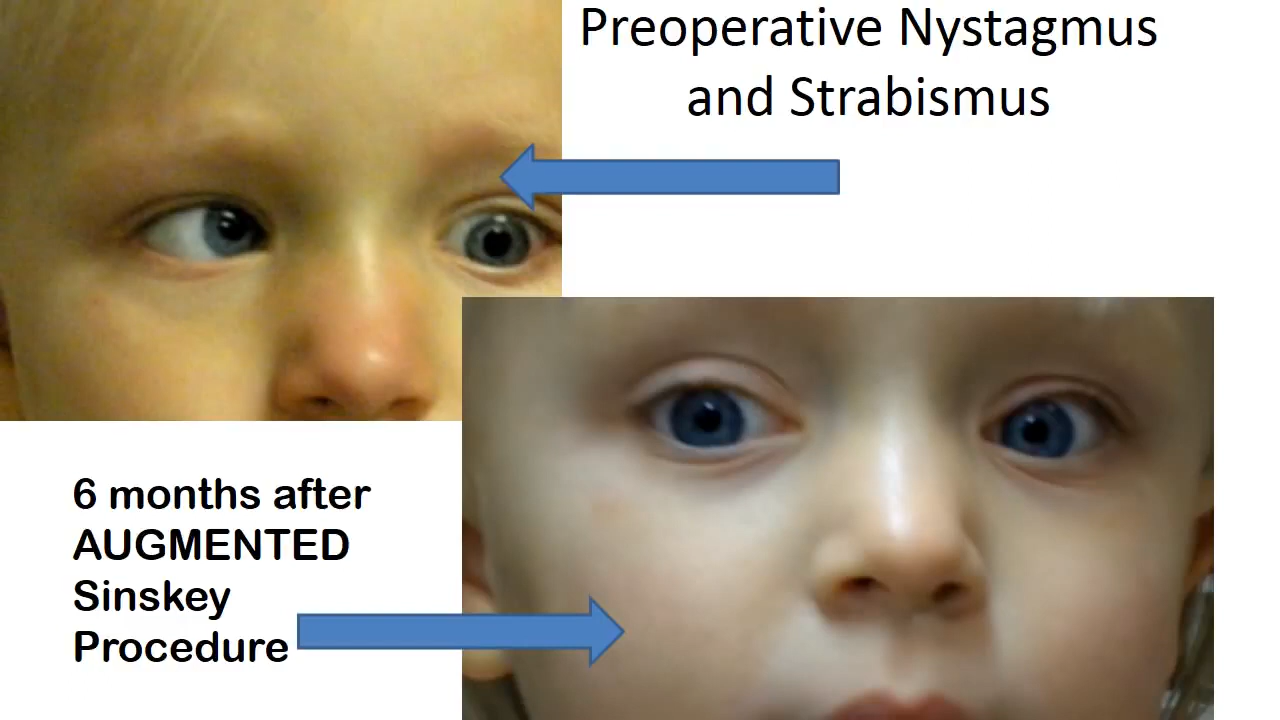 Preoperative Nystagmus
and Strabismus
6 months after
AUGMENTED
Sinskey
Procedure